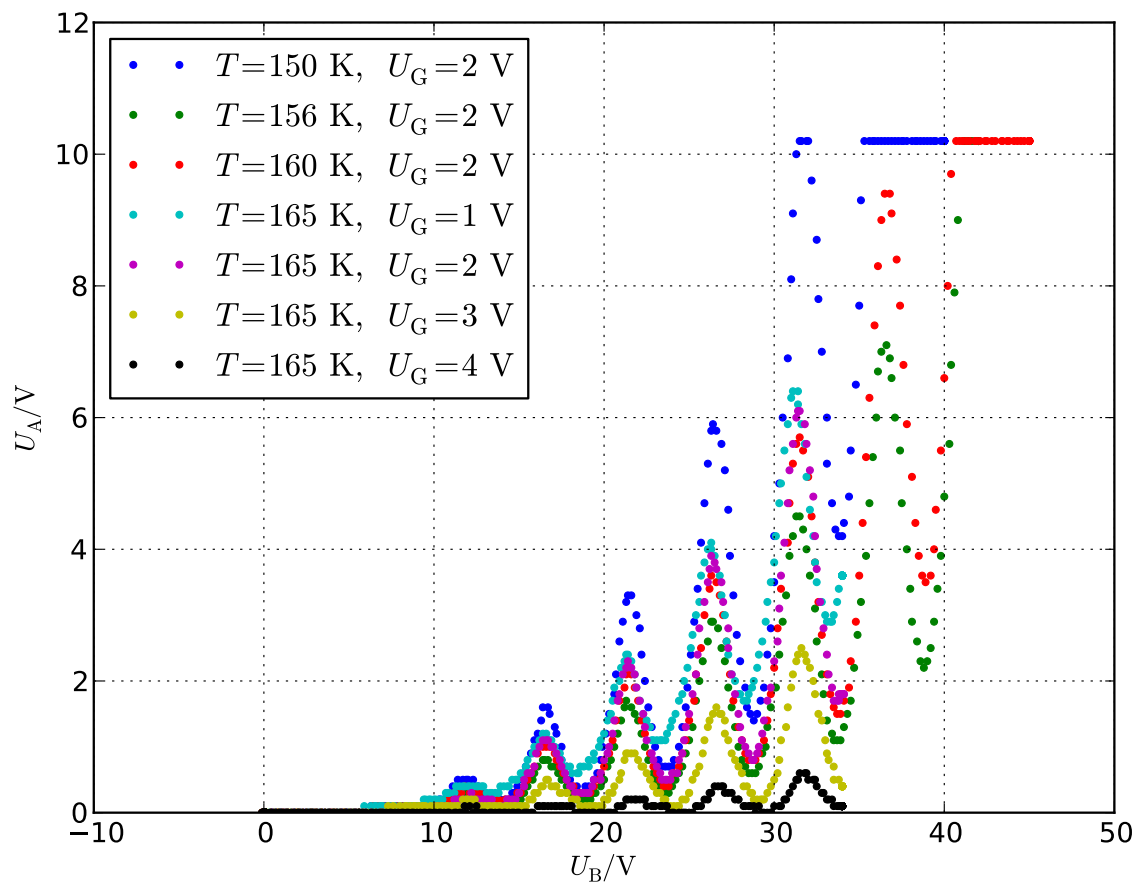 12
10
8
6
4
2
0
U_A/V
T=150 K, U_G=2 V
T=156 K, U_G=2 V
T=160 K, U_G=2 V
T=165 K, U_G=1 V
T=165 K, U_G=2 V
T=165 K, U_G=3 V
T=165 K, U_G=4 V
−10 0 10 20 30 40 50
U_B/V